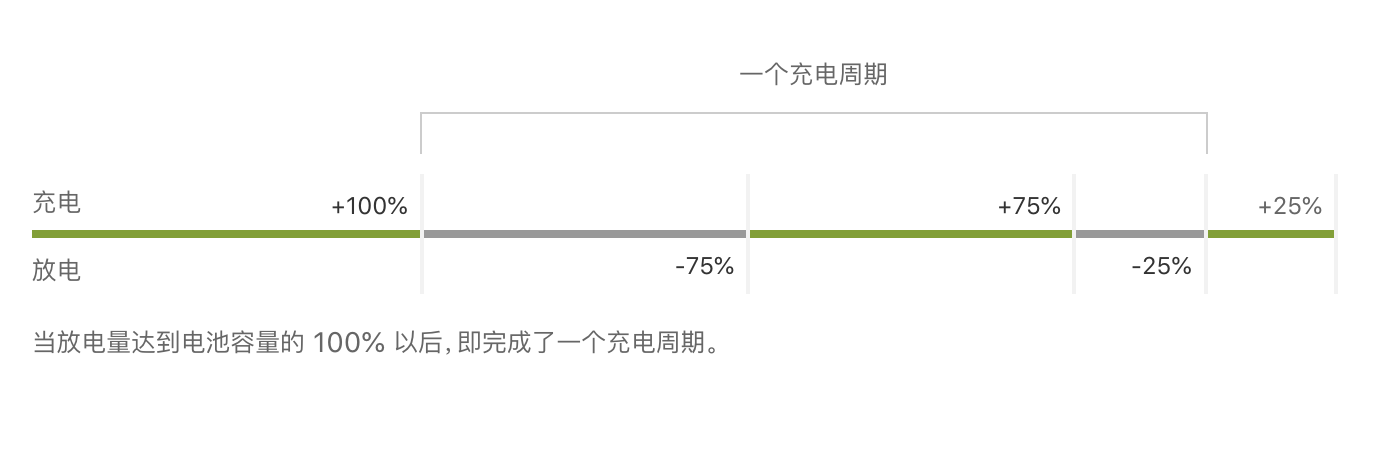 一个充电周期
充电
+100%
+75%
+25%
放电
-75%
-25%
当放电量达到电池容量的 100% 以后, 即完成了一个充电周期。